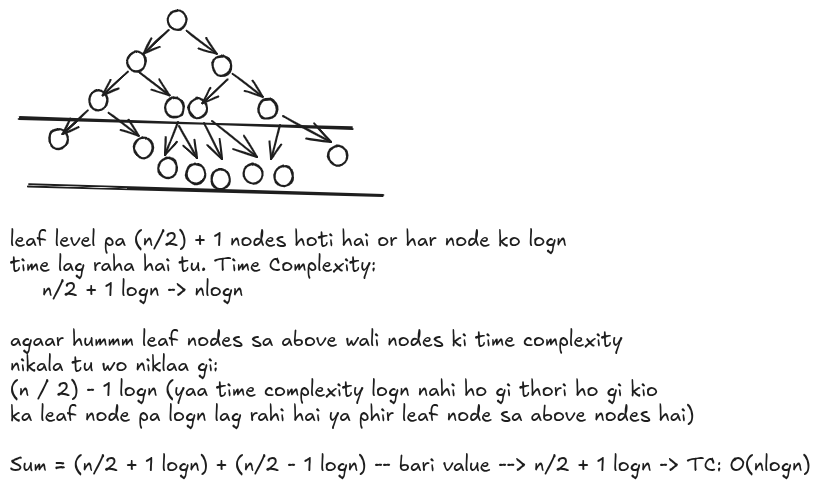 leaf level pa (n/2) + 1 nodes hoti hai or har node ko logn
time lag raha hai tu. Time Complexity:
n/2 + 1 logn -> nlogn
agaar hummm leaf nodes sa above wali nodes ki time complexity
nikala tu wo niklaa gi:
(n / 2) - 1 logn (yaa time complexity logn nahi ho gi thori ho gi kio
ka leaf node pa logn lag rahi hai ya phir leaf node sa above nodes hai)
Sum = (n/2 + 1 logn) + (n/2 - 1 logn) -- bari value --> n/2 + 1 logn -> TC: O(nlogn)